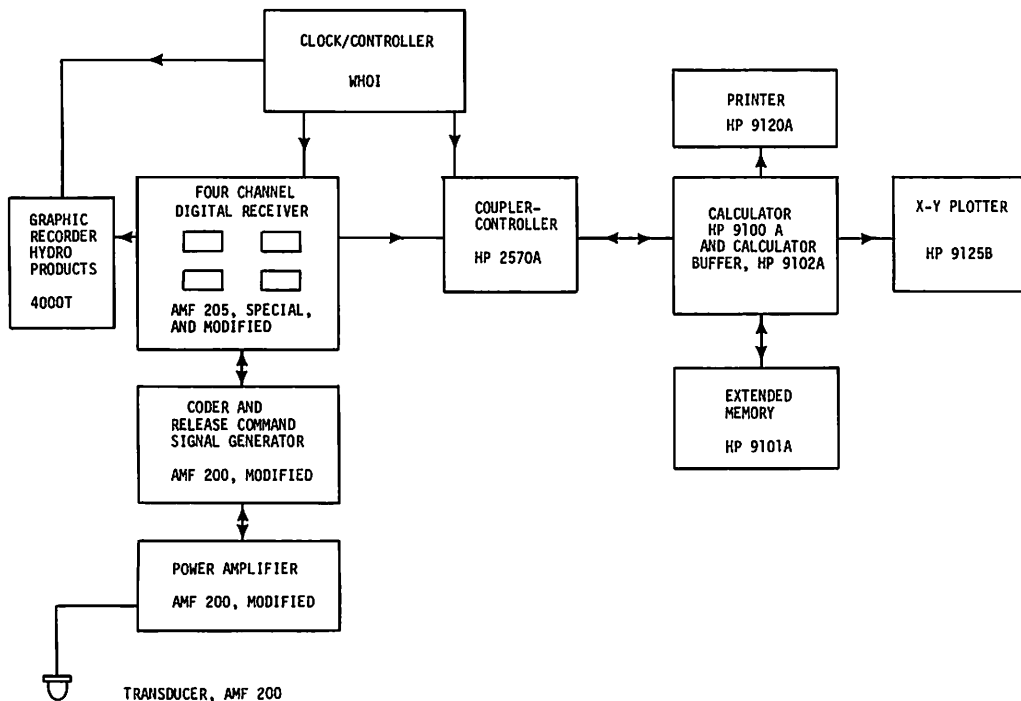 CLOCK/CONTROLLER
WHOI
PRINTER
HP 9120A
GRAPHIC
RECORDER
HYDRO
PRODUCTS
4000T
FOUR CHANNEL
DIGITAL RECEIVER
AMF 205, SPECIAL,
AND MODIFIED
COUPLER-
CONTROLLER
HP 2570A
CALCULATOR
HP 9100 A
AND CALCULATOR
BUFFER, HP 9102A
X-Y PLOTTER
HP 9125B
CODER AND
RELEASE COMMAND
SIGNAL GENERATOR
AMF 200, MODIFIED
EXTENDED
MEMORY
HP 9101A
POWER AMPLIFIER
AMF 200, MODIFIED
TRANSDUCER, AMF 200